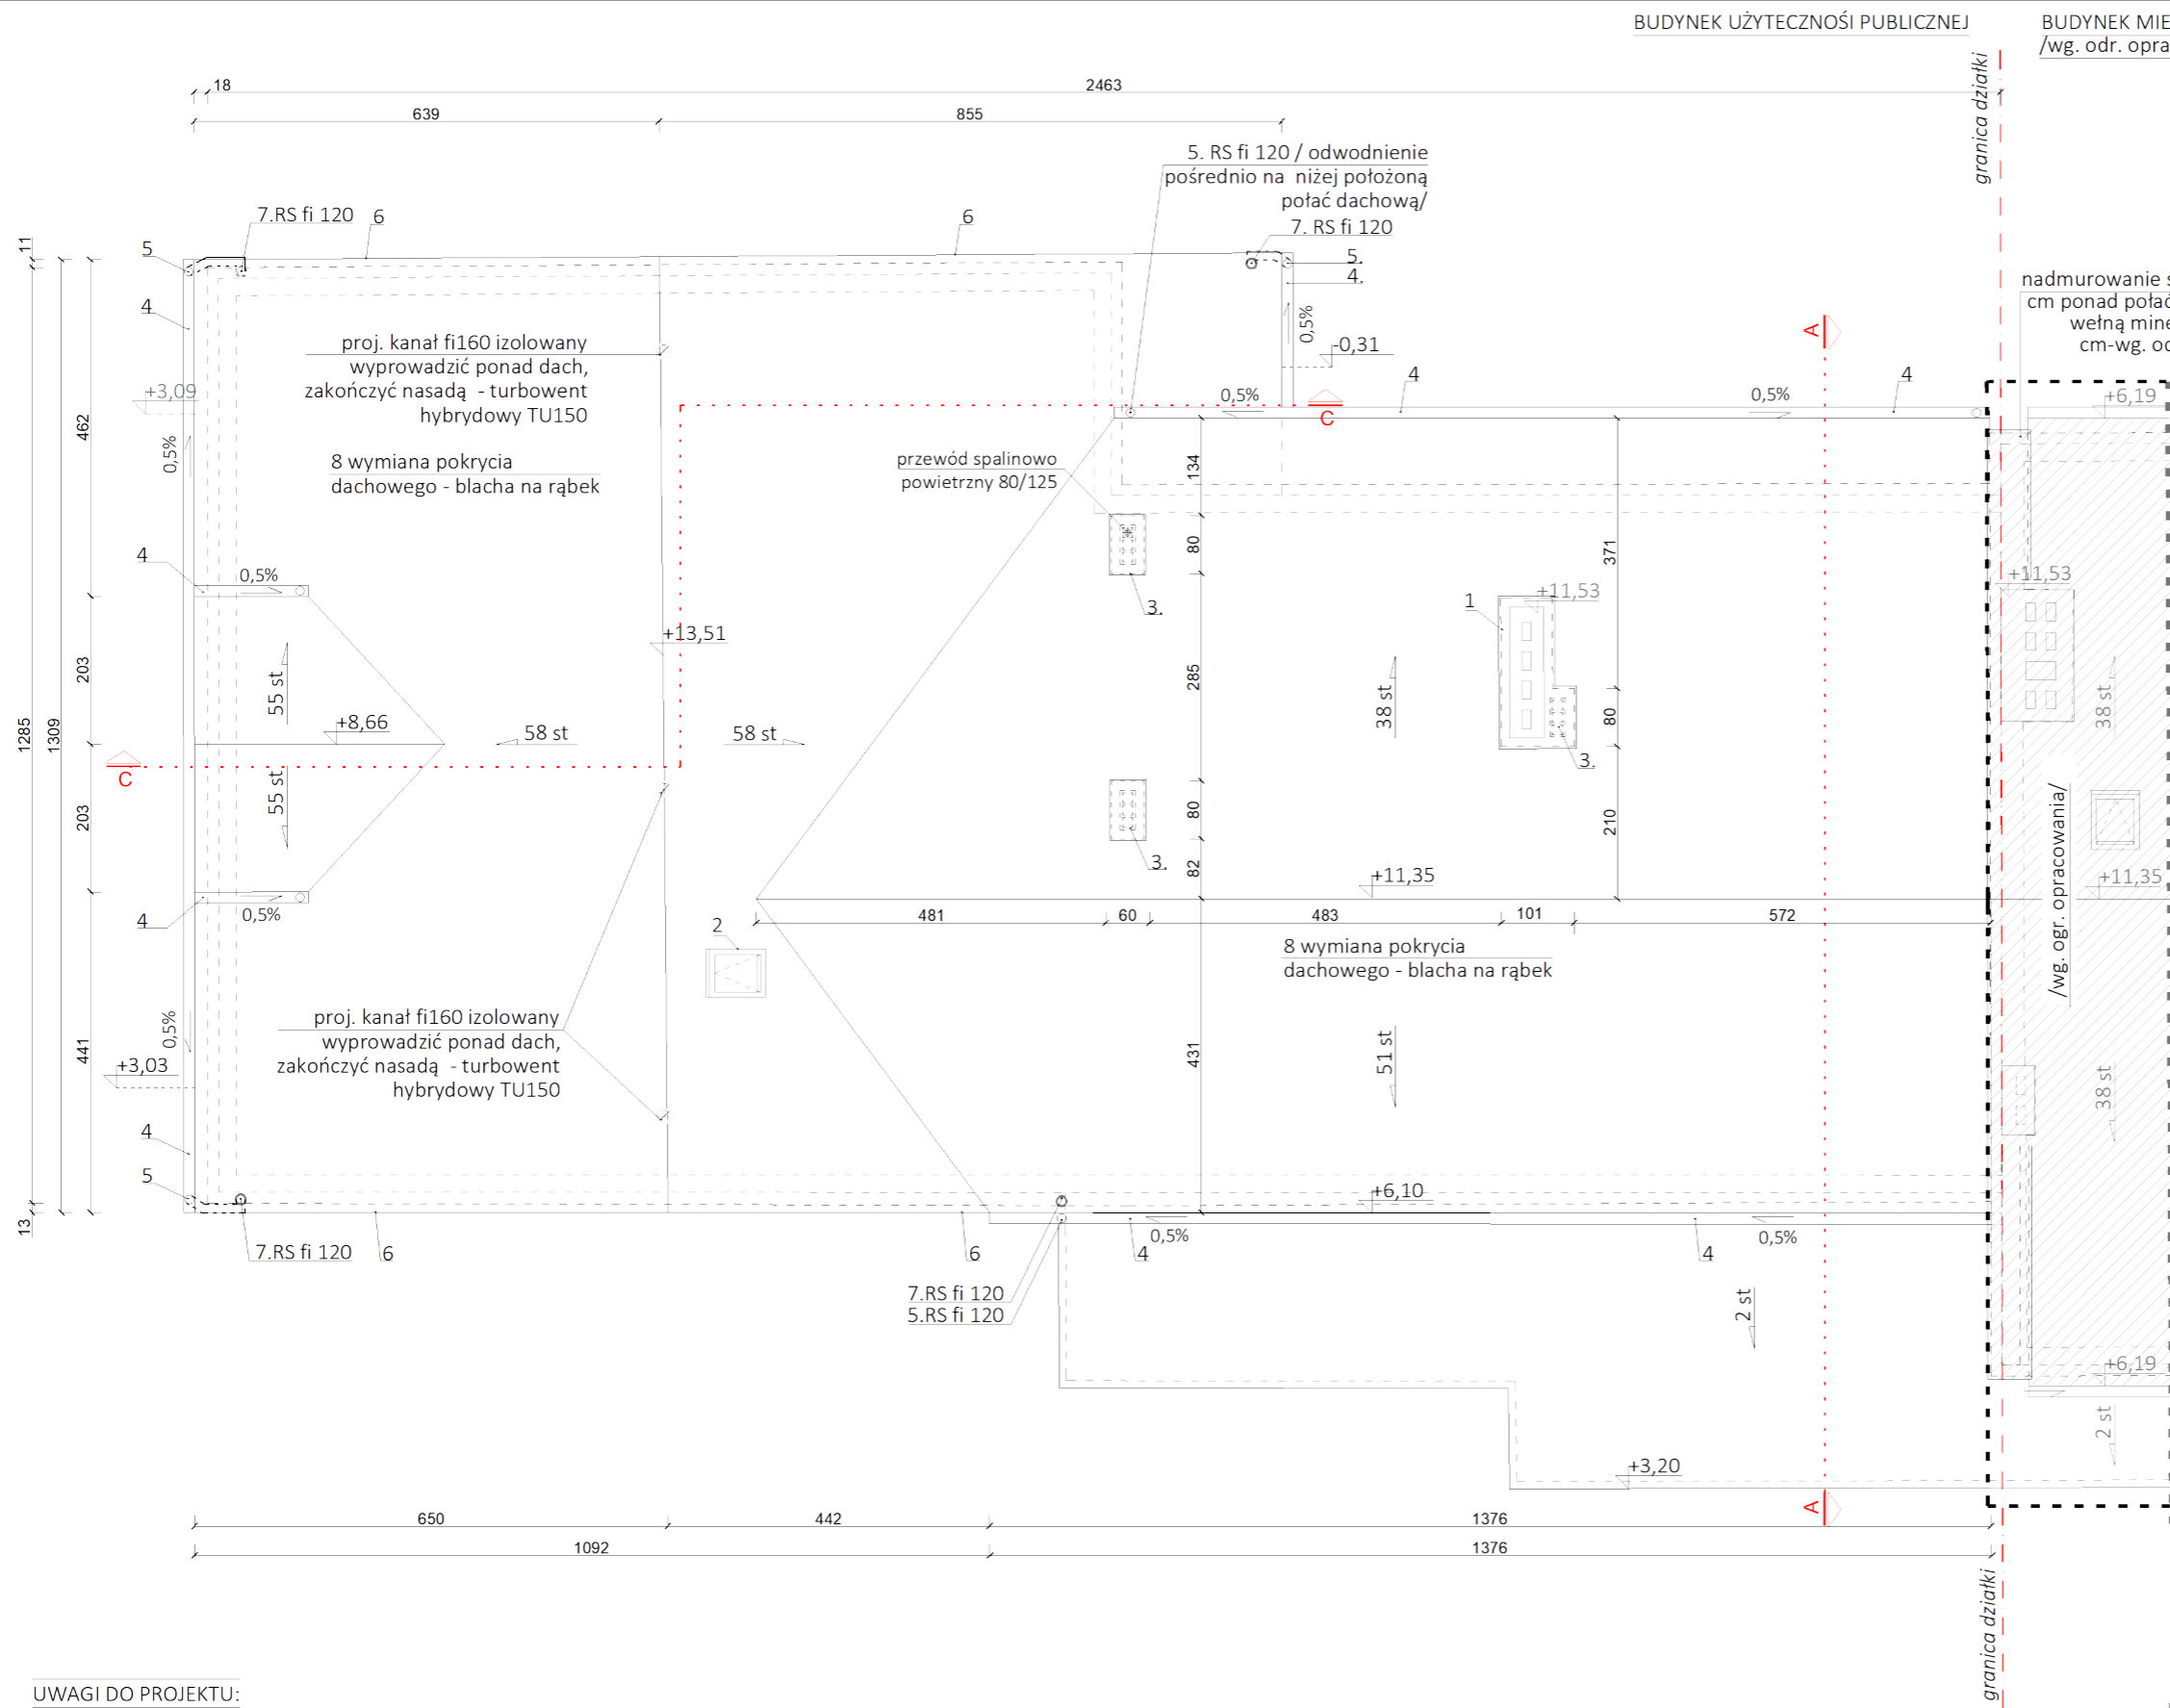 BUDYNEK UŻYTECZNOŚI PUBLICZNEJ
BUDYNEK MIE
/wg. odr. opra
granica działki
18
2463
639
855
5. RS fi 120 / odwodnienie
pośrednio na niżej położoną
połać dachową/
7. RS fi 120
5.
4.
7.RS fi 120
6
6
11
5
4
nadmurowanie s
cm ponad połać
wełną mine
cm-wg. od
proj. kanał fi160 izolowany
wyprowadzić ponad dach,
zakończyć nasadą - turbowent
hybrydowy TU150
0,5%
-0,31
A
+3,09
462
0,5%
4
0,5%
4
C
0,5%
+6,19
8 wymiana pokrycia
dachowego - blacha na rąbek
przewód spalinowo
powietrzny 80/125
134
80
371
4
0,5%
3.
1
+11,53
+11,53
203
55 st
+13,51
285
38 st
80
38 st
1285
1309
+8,66
58 st
58 st
3.
C
55 st
203
80
210
/wg. ogr. opracowania/
3.
82
+11,35
+11,35
4
0,5%
481
60
483
101
572
2
8 wymiana pokrycia
dachowego - blacha na rąbek
proj. kanał fi160 izolowany
wyprowadzić ponad dach,
zakończyć nasadą - turbowent
hybrydowy TU150
0,5%
441
+3,03
431
51 st
38 st
4
5
+6,10
13
7.RS fi 120
6
6
0,5%
4
4
0,5%
7.RS fi 120
5.RS fi 120
2 st
+6,19
2 st
+3,20
A
650
442
1376
1092
1376
granica działki
UWAGI DO PROJEKTU: